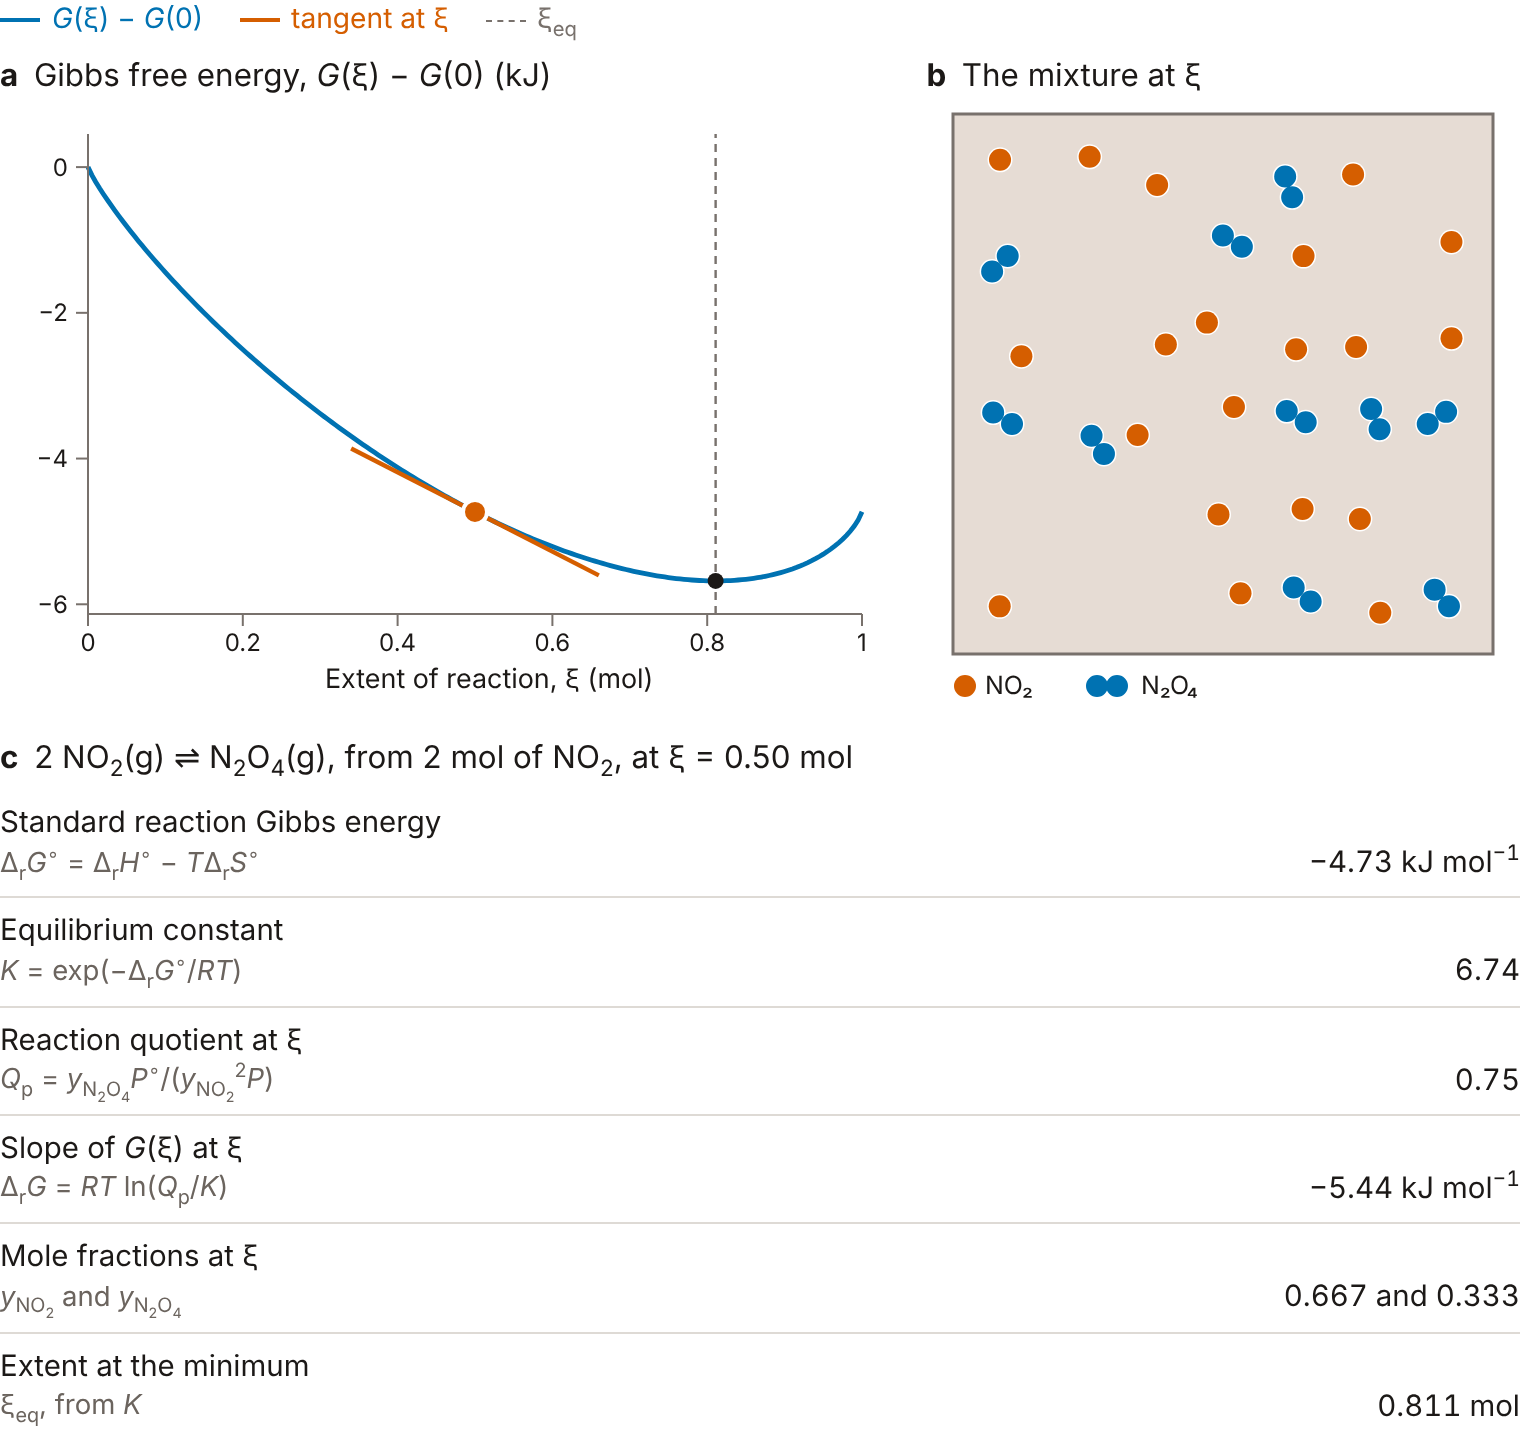 G(ξ) − G(0) tangent at ξ ξeq
a Gibbs free energy, G(ξ) − G(0) (kJ)
0
−2
−4
−6
0 0.2 0.4 0.6 0.8 1
Extent of reaction, ξ (mol)
b The mixture at ξ
NO₂ N₂O₄
c 2 NO₂(g) ⇌ N₂O₄(g), from 2 mol of NO₂, at ξ = 0.50 mol
Standard reaction Gibbs energy
ΔrG° = ΔrH° − TΔrS°
−4.73 kJ mol⁻¹
Equilibrium constant
K = exp(−ΔrG°/RT)
6.74
Reaction quotient at ξ
Qp = yN₂O₄P°/(yNO₂²P)
0.75
Slope of G(ξ) at ξ
ΔrG = RT ln(Qp/K)
−5.44 kJ mol⁻¹
Mole fractions at ξ
yNO₂ and yN₂O₄
0.667 and 0.333
Extent at the minimum
ξeq, from K
0.811 mol